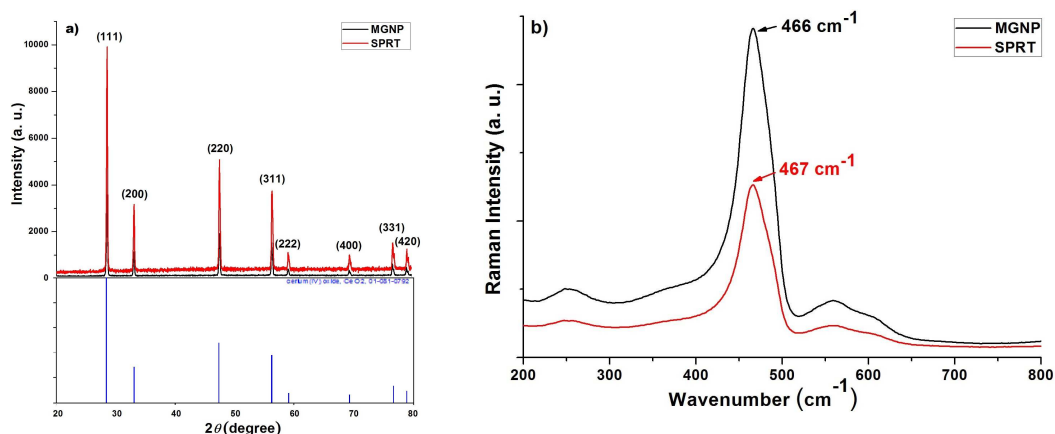 a)
MGNP
SPRT
10000
8000
6000
4000
2000
0
Intensity (a. u.)
(111)
(200)
(220)
(311)
(222)
(400)
(331)
(420)
cerium (IV) oxide, Ce O2, 01-081-0792
20
30
40
50
60
70
80
2θ (degree)
b)
MGNP
SPRT
466 cm⁻¹
467 cm⁻¹
Raman Intensity (a. u.)
200
300
400
500
600
700
800
Wavenumber (cm⁻¹)